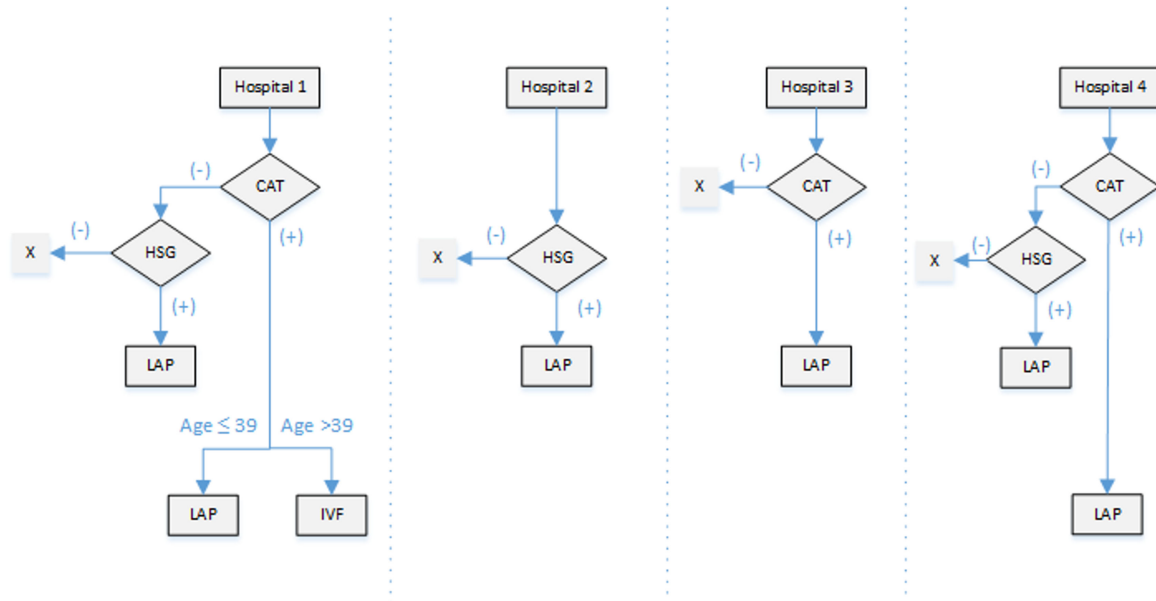 Hospital 1
(-)
CAT
(-)
(+)
X
HSG
(+)
LAP
Age ≤ 39
Age >39
LAP
IVF
Hospital 2
(-)
X
HSG
(+)
LAP
Hospital 3
(-)
X
CAT
(+)
LAP
Hospital 4
(-)
CAT
(+)
(-)
X
HSG
(+)
LAP
LAP